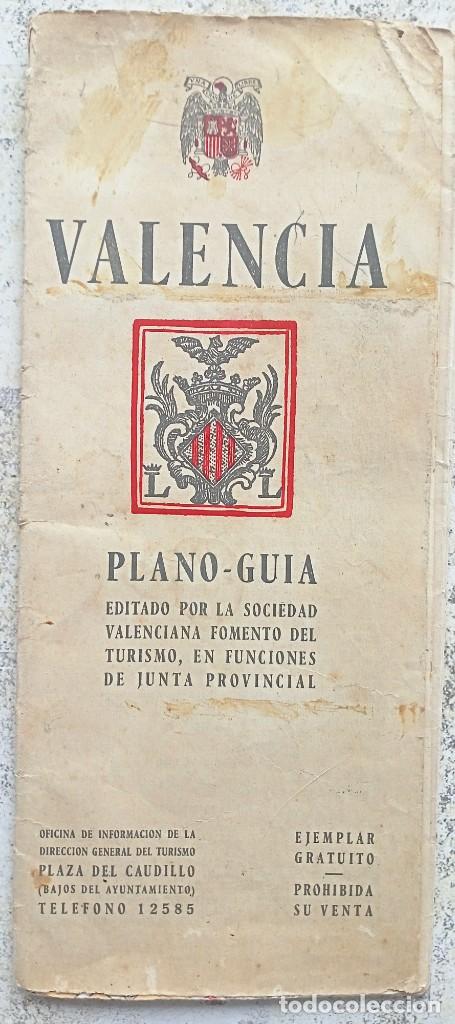 VALENCIA
L L
PLANO-GUIA
EDITADO POR LA SOCIEDAD
VALENCIANA FOMENTO DEL
TURISMO, EN FUNCIONES
DE JUNTA PROVINCIAL
OFICINA DE INFORMACION DE LA
DIRECCION GENERAL DEL TURISMO
PLAZA DEL CAUDILLO
(BAJOS DEL AYUNTAMIENTO)
TELEFONO 12585
EJEMPLAR
GRATUITO
—
PROHIBIDA
SU VENTA
todocoleccion